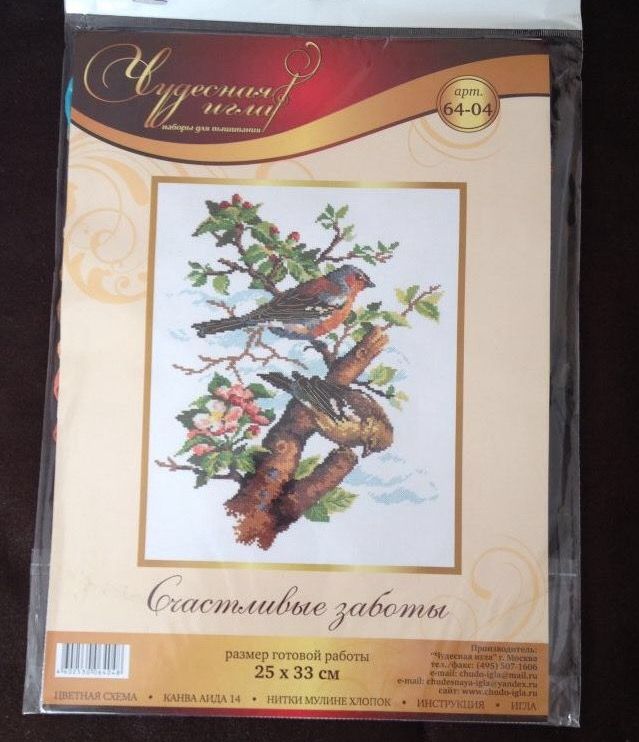 Чудесная
игла
наборы для вышивания
арт.
64-04
Счастливые заботы
размер готовой работы
25 x 33 см
Производитель:
"Чудесная игла" г. Москва
тел./факс: (495) 507-1606
e-mail: chudo-igla@mail.ru
e-mail: chudesnaya-igla@yandex.ru
сайт: www.chudo-igla.ru
ЦВЕТНАЯ СХЕМА • КАНВА АИДА 14 • НИТКИ МУЛИНЕ ХЛОПОК • ИНСТРУКЦИЯ • ИГЛА